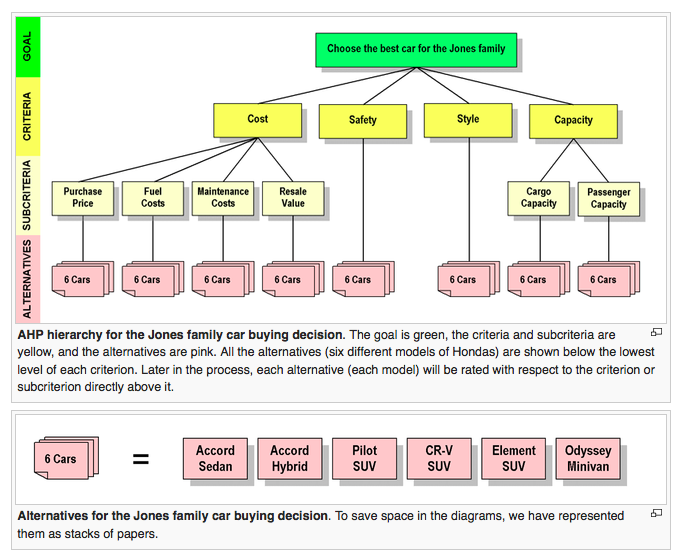 GOAL
Choose the best car for the Jones family
CRITERIA
Cost
Safety
Style
Capacity
SUBCRITERIA
Purchase
Price
Fuel
Costs
Maintenance
Costs
Resale
Value
Cargo
Capacity
Passenger
Capacity
ALTERNATIVES
6 Cars
6 Cars
6 Cars
6 Cars
6 Cars
6 Cars
6 Cars
6 Cars
AHP hierarchy for the Jones family car buying decision. The goal is green, the criteria and subcriteria are
yellow, and the alternatives are pink. All the alternatives (six different models of Hondas) are shown below the lowest
level of each criterion. Later in the process, each alternative (each model) will be rated with respect to the criterion or
subcriterion directly above it.
6 Cars
=
Accord
Sedan
Accord
Hybrid
Pilot
SUV
CR-V
SUV
Element
SUV
Odyssey
Minivan
Alternatives for the Jones family car buying decision. To save space in the diagrams, we have represented
them as stacks of papers.